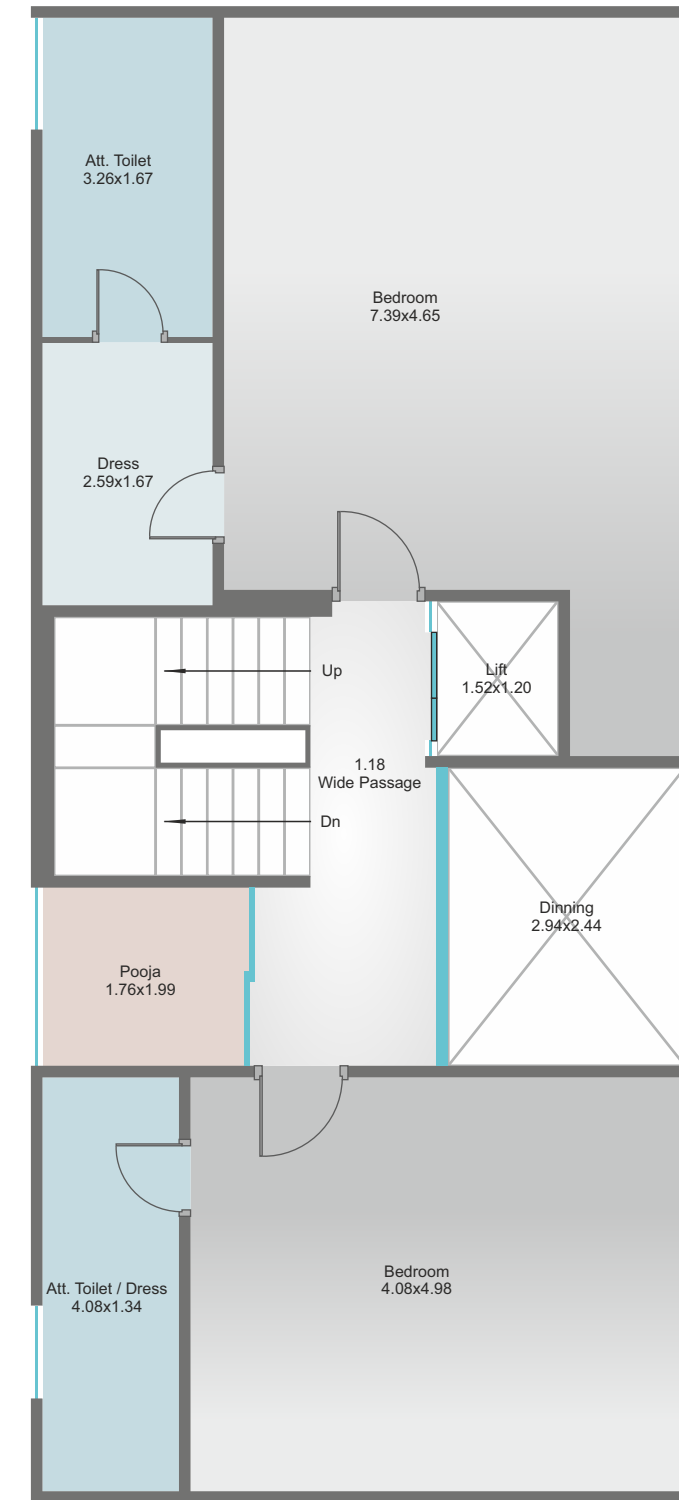 Att. Toilet
3.26x1.67
Bedroom
7.39x4.65
Dress
2.59x1.67
Up
Lift
1.52x1.20
1.18
Wide Passage
Dn
Dinning
2.94x2.44
Pooja
1.76x1.99
Att. Toilet / Dress
4.08x1.34
Bedroom
4.08x4.98